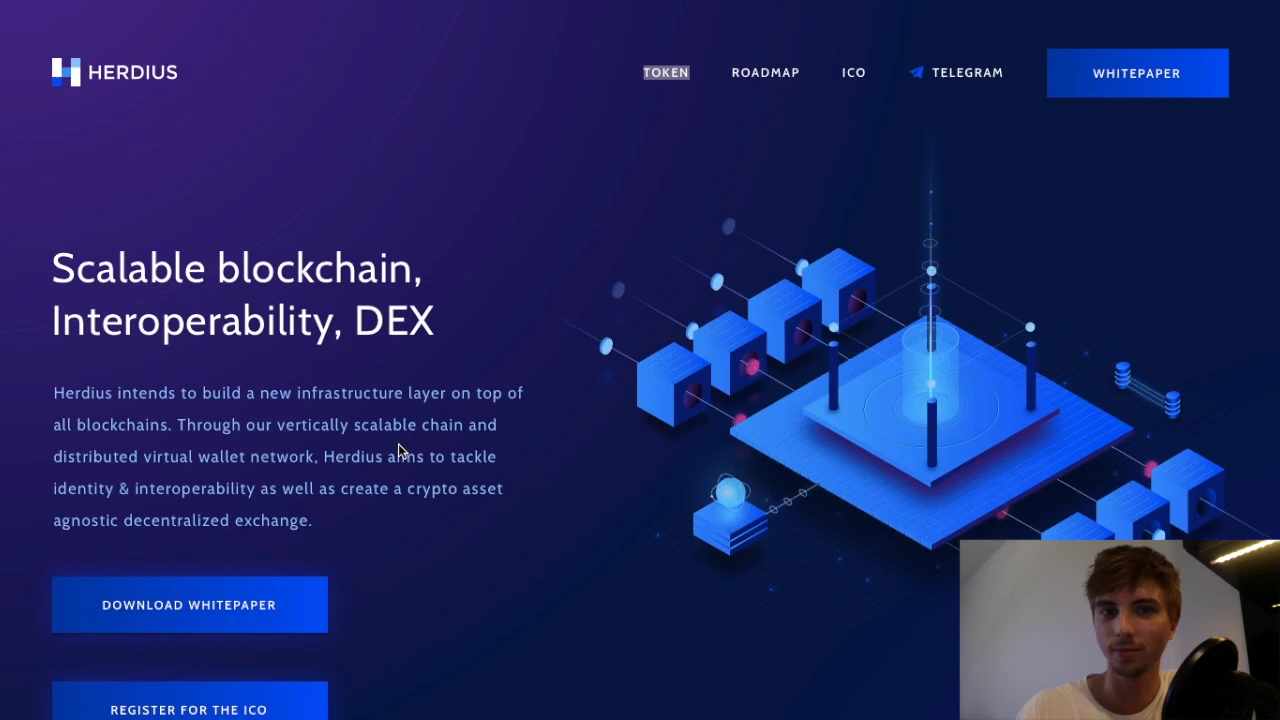 HERDIUS
TOKEN
ROADMAP
ICO
TELEGRAM
WHITEPAPER
Scalable blockchain,
Interoperability, DEX
Herdius intends to build a new infrastructure layer on top of
all blockchains. Through our vertically scalable chain and
distributed virtual wallet network, Herdius aims to tackle
identity & interoperability as well as create a crypto asset
agnostic decentralized exchange.
DOWNLOAD WHITEPAPER
REGISTER FOR THE ICO